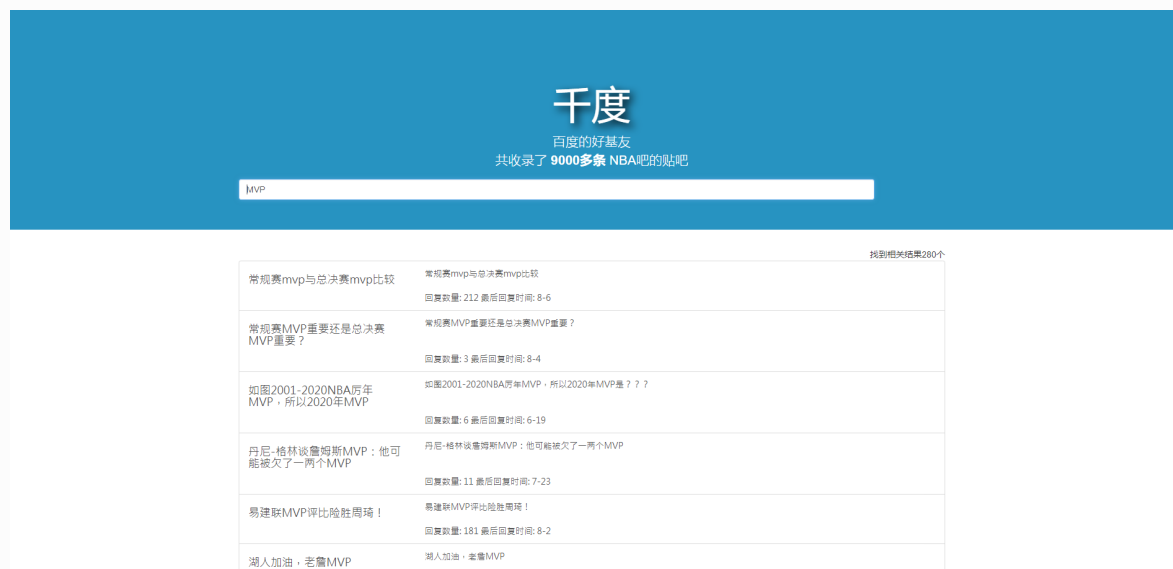 千度
百度的好基友
共收录了 9000多条 NBA吧的贴吧
MVP
找到相关结果280个
常规赛mvp与总决赛mvp比较
常规赛mvp与总决赛mvp比较
回复数量: 212 最后回复时间: 8-6
常规赛MVP重要还是总决赛
MVP重要？
常规赛MVP重要还是总决赛MVP重要？
回复数量: 3 最后回复时间: 8-4
如图2001-2020NBA历年
MVP，所以2020年MVP
如图2001-2020NBA历年MVP，所以2020年MVP是？？？
回复数量: 6 最后回复时间: 6-19
丹尼-格林谈詹姆斯MVP：他可
能被欠了一两个MVP
丹尼-格林谈詹姆斯MVP：他可能被欠了一两个MVP
回复数量: 11 最后回复时间: 7-23
易建联MVP评比险胜周琦！
易建联MVP评比险胜周琦！
回复数量: 181 最后回复时间: 8-2
湖人加油，老詹MVP
湖人加油，老詹MVP